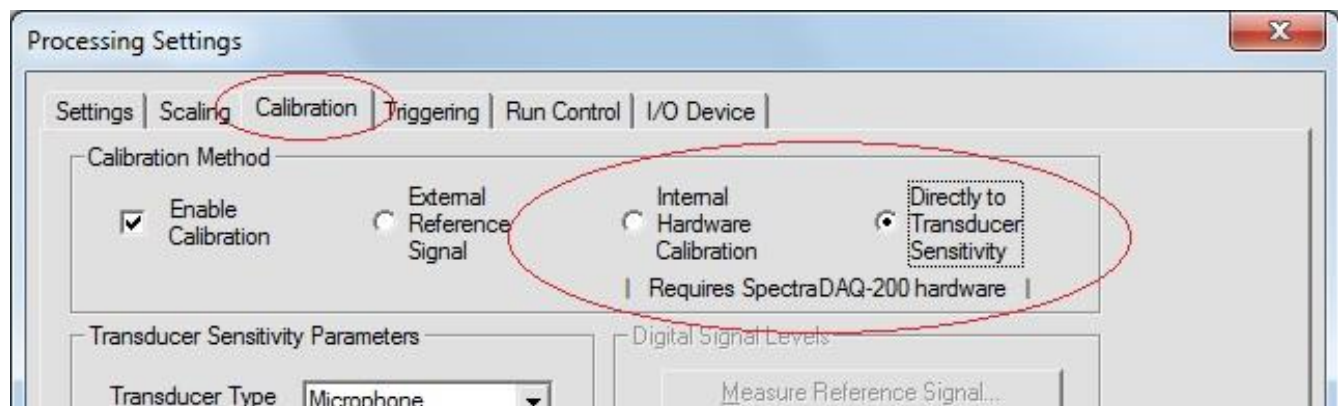 Processing Settings
x
Settings | Scaling | Calibration | Triggering | Run Control | I/O Device |
Calibration Method
Enable
Calibration
External
Reference
Signal
Internal
Hardware
Calibration
Directly to
Transducer
Sensitivity
| Requires SpectraDAQ-200 hardware |
Transducer Sensitivity Parameters
Digital Signal Levels
Transducer Type Microphone
Measure Reference Signal...